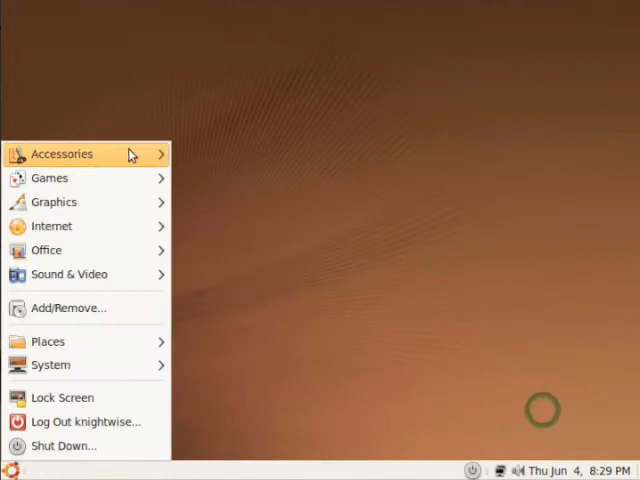 Accessories
Games
Graphics
Internet
Office
Sound & Video
Add/Remove...
Places
System
Lock Screen
Log Out knightwise...
Shut Down...
Thu Jun 4, 8:29 PM